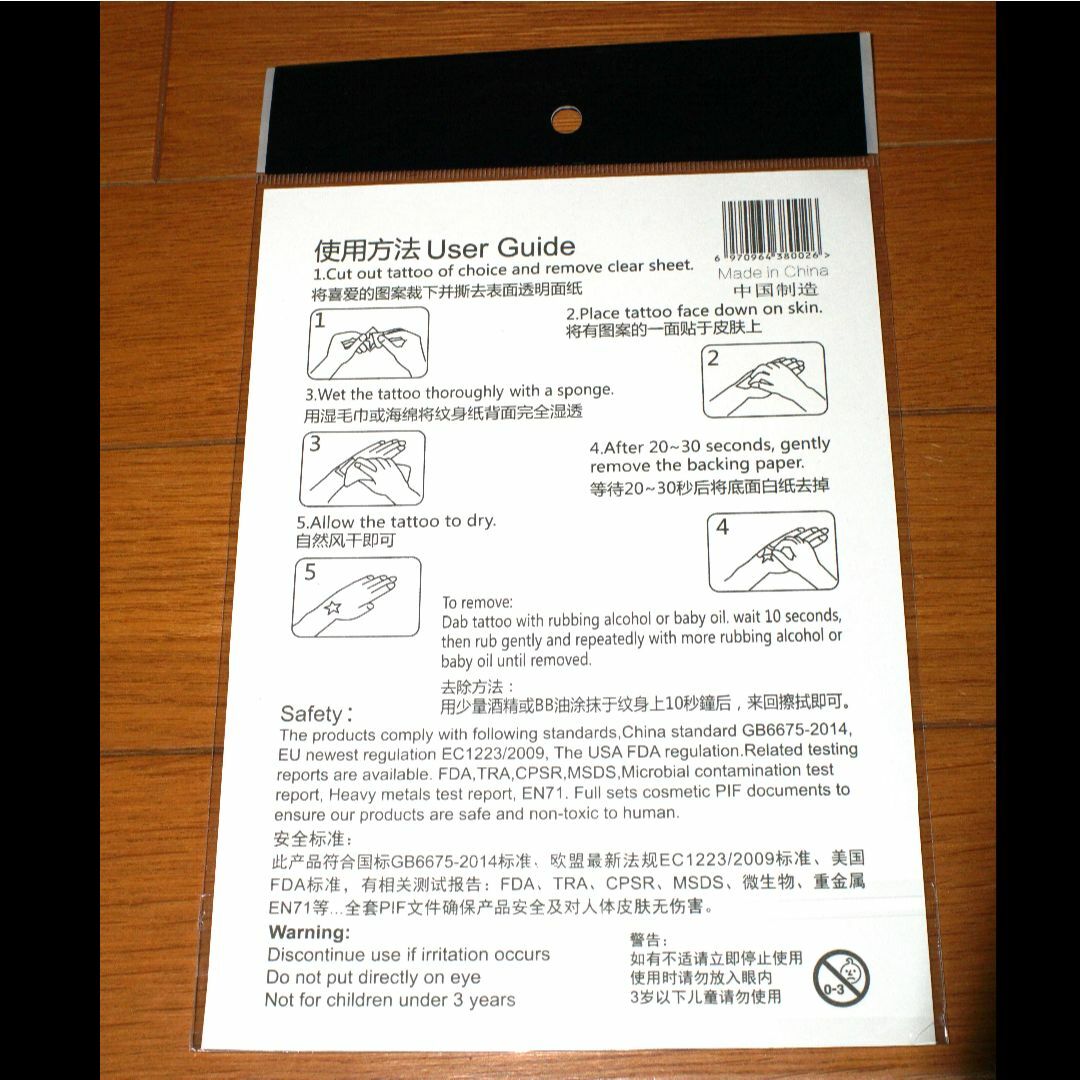 使用方法 User Guide
6 970964 380026 >
Made in China
中国制造
1.Cut out tattoo of choice and remove clear sheet.
将喜爱的图案裁下并撕去表面透明面纸
1
2.Place tattoo face down on skin.
将有图案的一面贴于皮肤上
2
3.Wet the tattoo thoroughly with a sponge.
用湿毛巾或海绵将纹身纸背面完全湿透
3
4.After 20~30 seconds, gently
remove the backing paper.
等待20~30秒后将底面白纸去掉
4
5.Allow the tattoo to dry.
自然风干即可
5
To remove:
Dab tattoo with rubbing alcohol or baby oil. wait 10 seconds,
then rub gently and repeatedly with more rubbing alcohol or
baby oil until removed.
去除方法：
用少量酒精或BB油涂抹于纹身上10秒鐘后，来回擦拭即可。
Safety：
The products comply with following standards,China standard GB6675-2014,
EU newest regulation EC1223/2009, The USA FDA regulation.Related testing
reports are available. FDA,TRA,CPSR,MSDS,Microbial contamination test
report, Heavy metals test report, EN71. Full sets cosmetic PIF documents to
ensure our products are safe and non-toxic to human.
安全标准：
此产品符合国标GB6675-2014标准、欧盟最新法规EC1223/2009标准、美国
FDA标准，有相关测试报告：FDA、TRA、CPSR、MSDS、微生物、重金属
EN71等...全套PIF文件确保产品安全及对人体皮肤无伤害。
Warning:
Discontinue use if irritation occurs
Do not put directly on eye
Not for children under 3 years
警告：
如有不适请立即停止使用
使用时请勿放入眼内
3岁以下儿童请勿使用
0-3